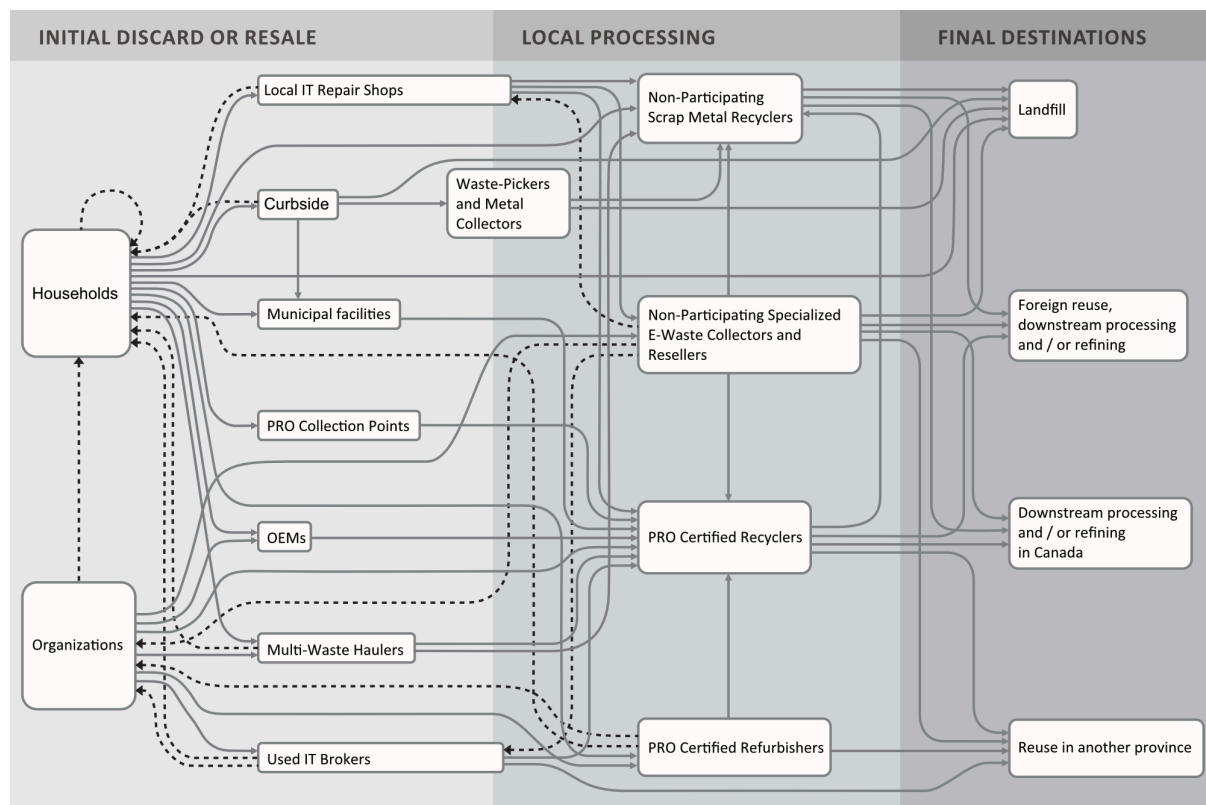 INITIAL DISCARD OR RESALE
LOCAL PROCESSING
FINAL DESTINATIONS
Local IT Repair Shops
Curbside
Waste-Pickers
and Metal
Collectors
Households
Municipal facilities
PRO Collection Points
OEMs
Organizations
Multi-Waste Haulers
Used IT Brokers
Non-Participating
Scrap Metal Recyclers
Non-Participating Specialized
E-Waste Collectors and
Resellers
PRO Certified Recyclers
PRO Certified Refurbishers
Landfill
Foreign reuse,
downstream processing
and / or refining
Downstream processing
and / or refining
in Canada
Reuse in another province